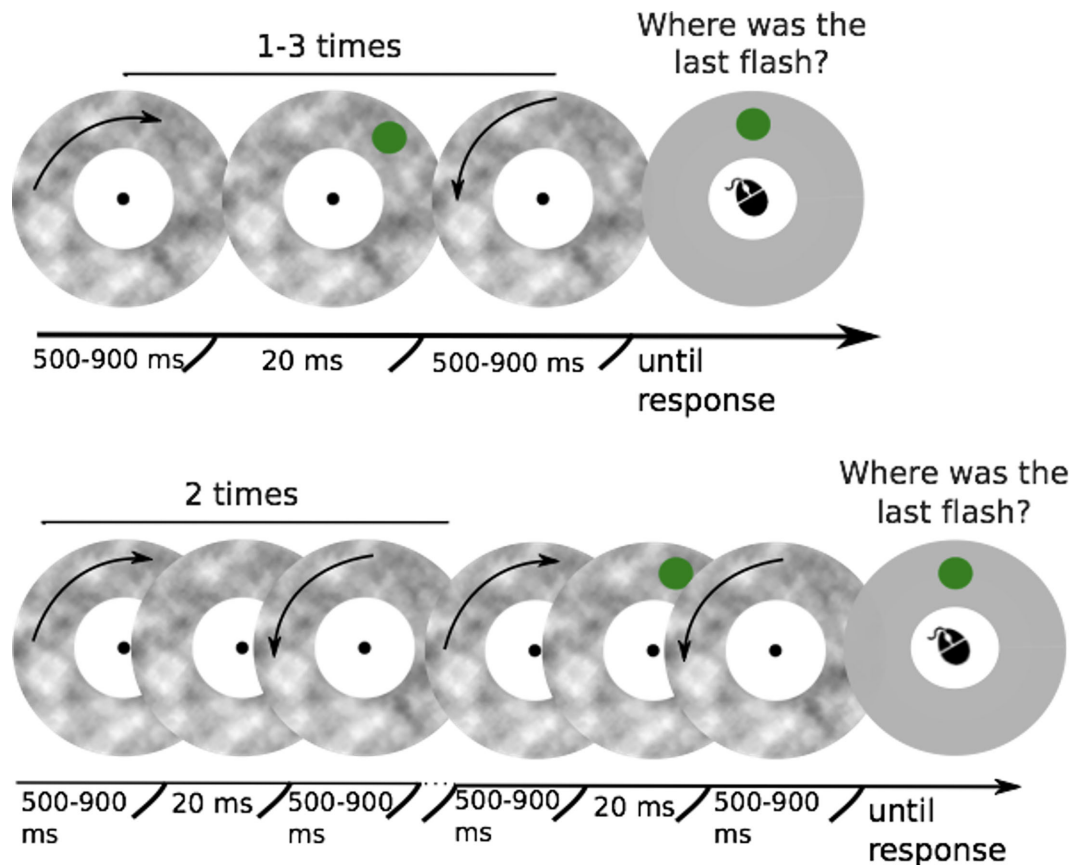 1-3 times
Where was the
last flash?
500-900 ms
20 ms
500-900 ms
until
response
2 times
Where was the
last flash?
500-900
ms
20 ms
500-900
ms
500-900
ms
20 ms
500-900
ms
until
response